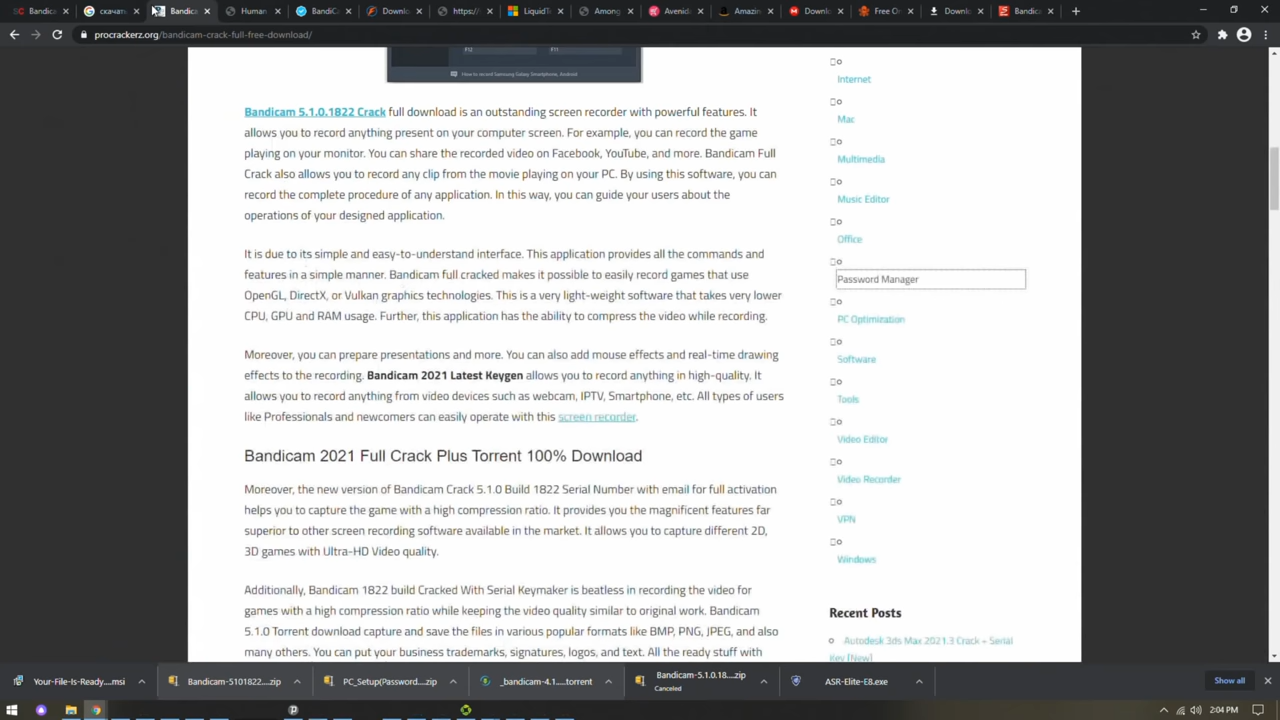 Bandic
скачат
Bandic
Human
BandiC
Downlo
https:/
LiquidT
Among
Avenid
Amazin
Downlo
Free O
Downlo
Bandic
procrackerz.org/bandicam-crack-full-free-download/
How to record Samsung Galaxy Smartphone, Android
Bandicam 5.1.0.1822 Crack full download is an outstanding screen recorder with powerful features. It
allows you to record anything present on your computer screen. For example, you can record the game
playing on your monitor. You can share the recorded video on Facebook, YouTube, and more. Bandicam Full
Crack also allows you to record any clip from the movie playing on your PC. By using this software, you can
record the complete procedure of any application. In this way, you can guide your users about the
operations of your designed application.
It is due to its simple and easy-to-understand interface. This application provides all the commands and
features in a simple manner. Bandicam full cracked makes it possible to easily record games that use
OpenGL, DirectX, or Vulkan graphics technologies. This is a very light-weight software that takes very lower
CPU, GPU and RAM usage. Further, this application has the ability to compress the video while recording.
Moreover, you can prepare presentations and more. You can also add mouse effects and real-time drawing
effects to the recording. Bandicam 2021 Latest Keygen allows you to record anything in high-quality. It
allows you to record anything from video devices such as webcam, IPTV, Smartphone, etc. All types of users
like Professionals and newcomers can easily operate with this screen recorder.
Bandicam 2021 Full Crack Plus Torrent 100% Download
Moreover, the new version of Bandicam Crack 5.1.0 Build 1822 Serial Number with email for full activation
helps you to capture the game with a high compression ratio. It provides you the magnificent features far
superior to other screen recording software available in the market. It allows you to capture different 2D,
3D games with Ultra-HD Video quality.
Additionally, Bandicam 1822 build Cracked With Serial Keymaker is beatless in recording the video for
games with a high compression ratio while keeping the video quality similar to original work. Bandicam
5.1.0 Torrent download capture and save the files in various popular formats like BMP, PNG, JPEG, and also
many others. You can put your business trademarks, signatures, logos, and text. All the ready stuff with
Internet
Mac
Multimedia
Music Editor
Office
Password Manager
PC Optimization
Software
Tools
Video Editor
Video Recorder
VPN
Windows
Recent Posts
Autodesk 3ds Max 2021.3 Crack + Serial
Key [New]
Your-File-Is-Ready....msi
Bandicam-5101822....zip
PC_Setup(Password....zip
_bandicam-4.1.....torrent
Bandicam-5.1.0.18....zip
Canceled
ASR-Elite-E8.exe
Show all
2:04 PM